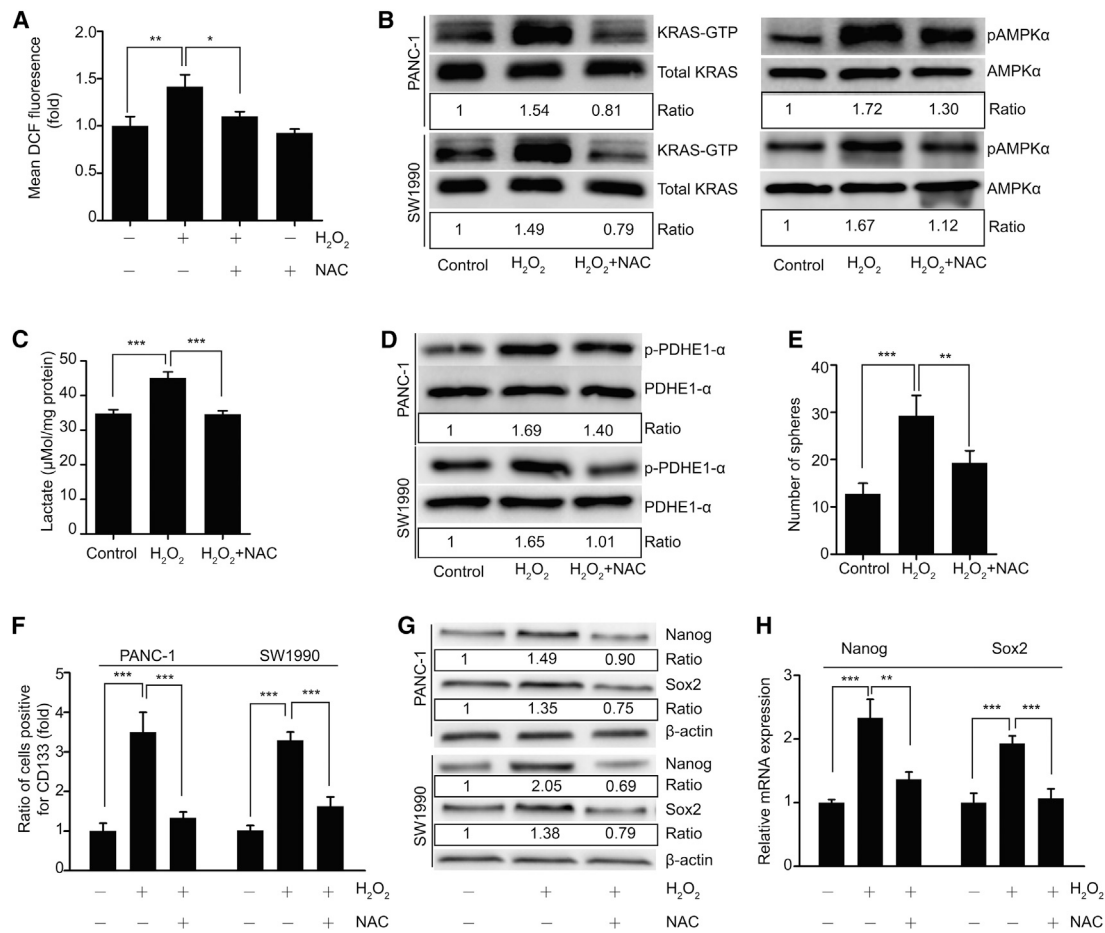 A
** *
Mean DCF fluoresence
(fold)
2.0
1.5
1.0
0.5
0
– + + – H2O2
– – + + NAC
B
PANC-1
KRAS-GTP
Total KRAS
1 1.54 0.81 Ratio
SW1990
KRAS-GTP
Total KRAS
1 1.49 0.79 Ratio
Control H2O2 H2O2+NAC
pAMPKα
AMPKα
1 1.72 1.30 Ratio
pAMPKα
AMPKα
1 1.67 1.12 Ratio
Control H2O2 H2O2+NAC
C
*** ***
Lactate (µMol/mg protein)
50
40
30
20
10
0
Control H2O2 H2O2+NAC
D
PANC-1
p-PDHE1-α
PDHE1-α
1 1.69 1.40 Ratio
SW1990
p-PDHE1-α
PDHE1-α
1 1.65 1.01 Ratio
Control H2O2 H2O2+NAC
E
*** **
Number of spheres
40
30
20
10
0
Control H2O2 H2O2+NAC
F
PANC-1 SW1990
*** *** *** ***
Ratio of cells positive
for CD133 (fold)
5
4
3
2
1
0
– + + – + + H2O2
– – + – – + NAC
G
PANC-1
Nanog
1 1.49 0.90 Ratio
Sox2
1 1.35 0.75 Ratio
β-actin
SW1990
Nanog
1 2.05 0.69 Ratio
Sox2
1 1.38 0.79 Ratio
β-actin
– + + H2O2
– – + NAC
H
Nanog Sox2
*** ** *** ***
Relative mRNA expression
3
2
1
0
– + + – + + H2O2
– – + – – + NAC